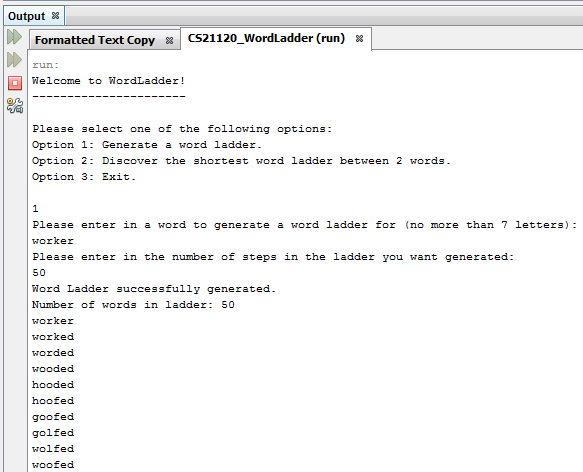 Output
Formatted Text Copy
CS21120_WordLadder (run)
run:
Welcome to WordLadder!
----------------------
Please select one of the following options:
Option 1: Generate a word ladder.
Option 2: Discover the shortest word ladder between 2 words.
Option 3: Exit.
1
Please enter in a word to generate a word ladder for (no more than 7 letters):
worker
Please enter in the number of steps in the ladder you want generated:
50
Word Ladder successfully generated.
Number of words in ladder: 50
worker
worked
worded
wooded
hooded
hoofed
goofed
golfed
wolfed
woofed